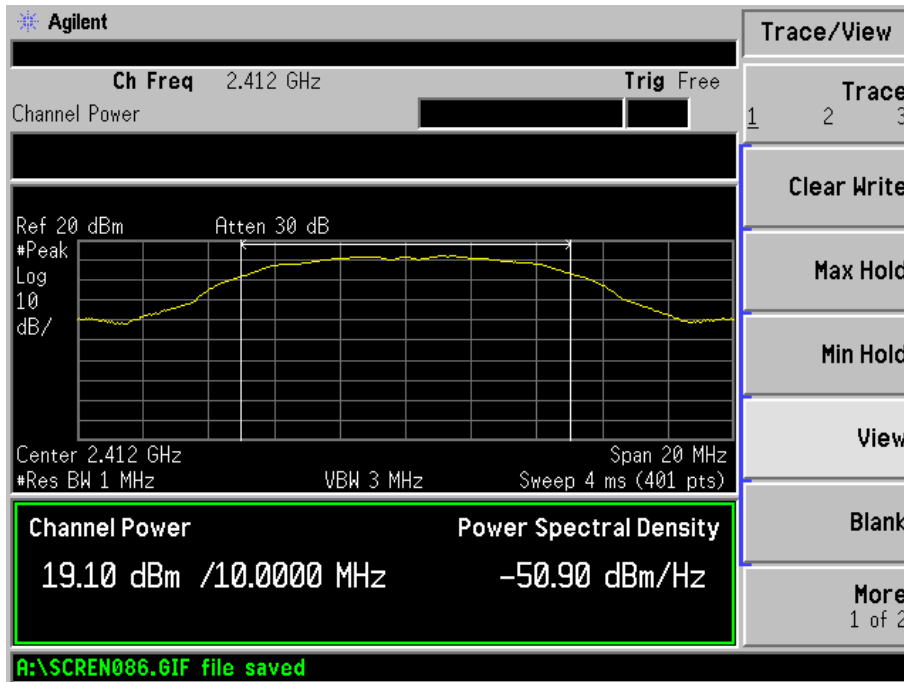 Agilent
Ch Freq 2.412 GHz Trig Free
Channel Power
Ref 20 dBm Atten 30 dB
#Peak
Log
10
dB/
Center 2.412 GHz Span 20 MHz
#Res BW 1 MHz VBW 3 MHz Sweep 4 ms (401 pts)
Channel Power Power Spectral Density
19.10 dBm /10.0000 MHz -50.90 dBm/Hz
A:\SCREN086.GIF file saved
Trace/View
Trace
1 2 3
Clear Write
Max Hold
Min Hold
View
Blank
More
1 of 2